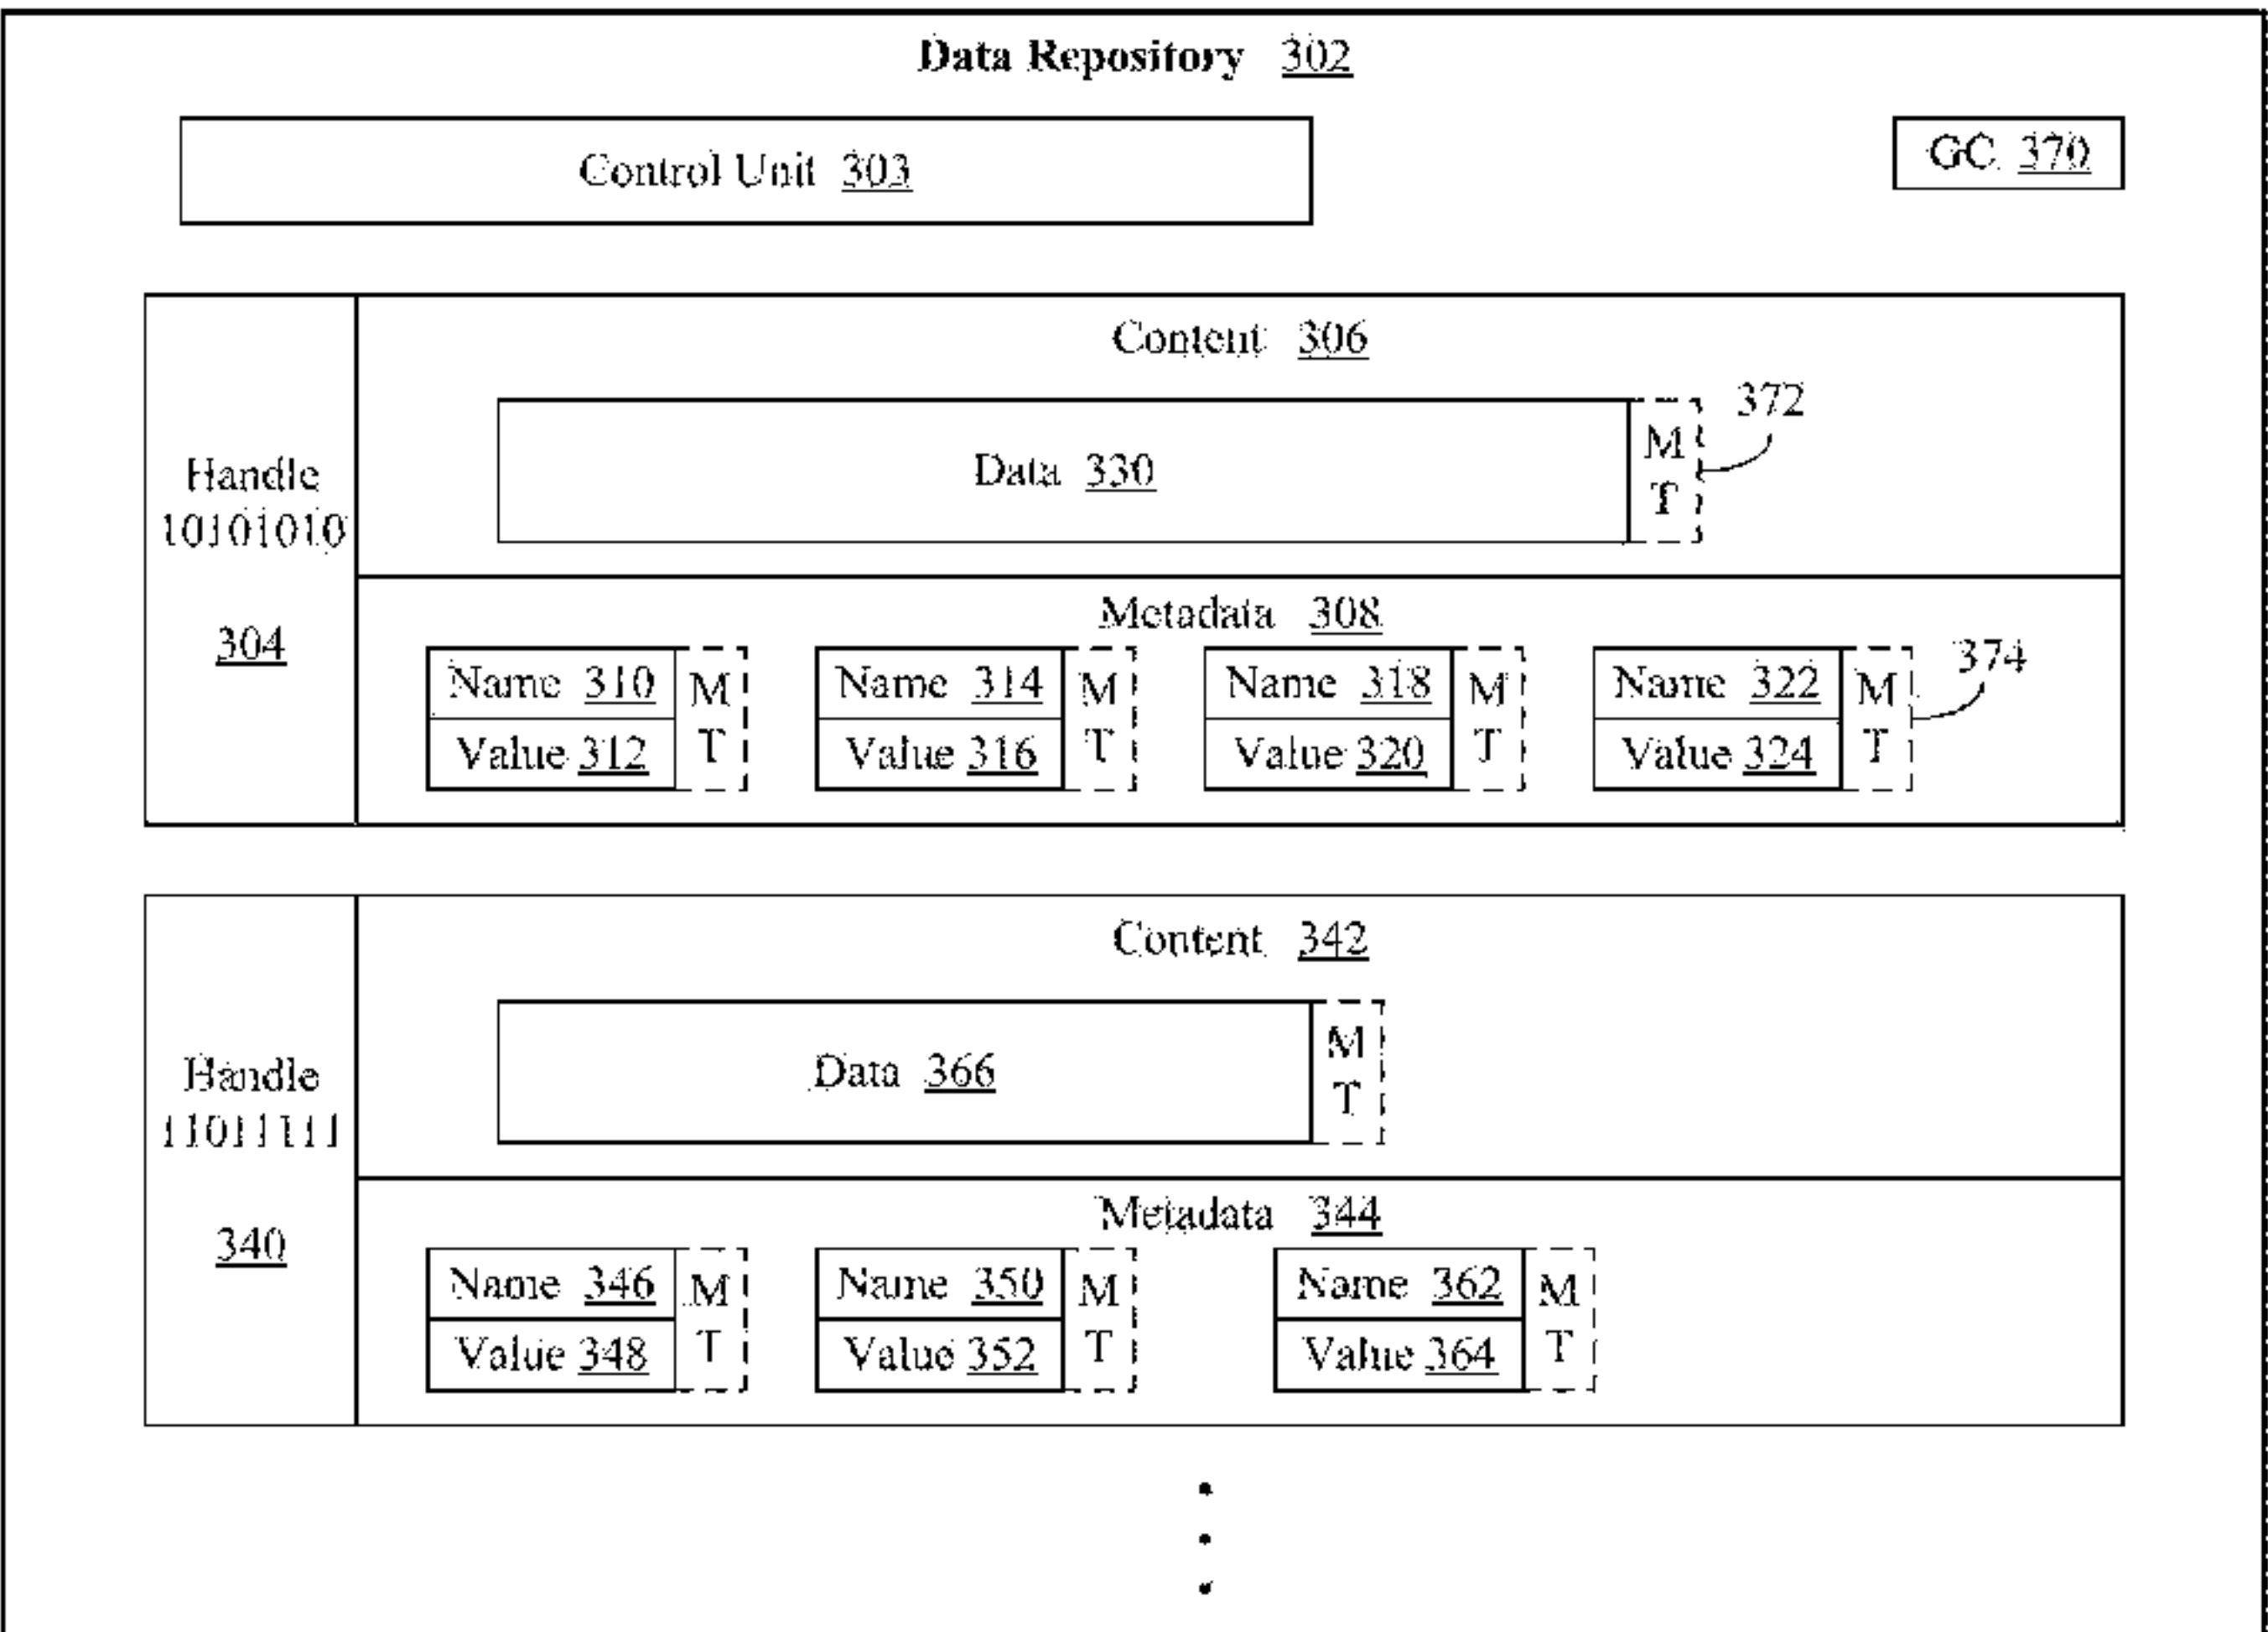 Data Repository 302
Control Unit 303
GC 370
Content 306
372
Data 330
M
T
Handle
10101010
304
Metadata 308
374
Name 310 M Name 314 M Name 318 M Name 322 M
Value 312 T Value 316 T Value 320 T Value 324 T
Content 342
Data 366
M
T
Handle
11011111
340
Metadata 344
Name 346 M Name 350 M Name 362 M
Value 348 T Value 352 T Value 364 T